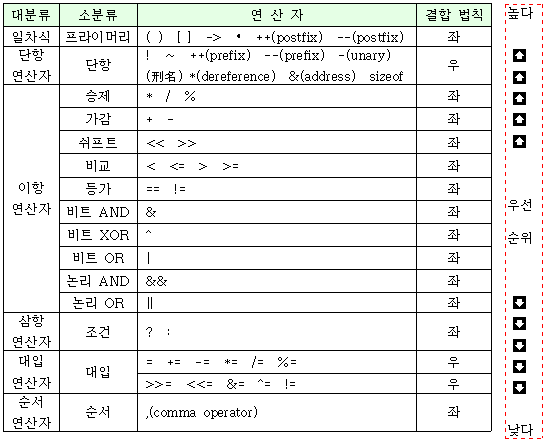 대분류 소분류 연 산 자 결합 법칙 높다
일차식 프라이머리 ( ) [ ] -> • ++(postfix) --(postfix) 좌
단항 연산자 단항 ! ~ ++(prefix) --(prefix) -(unary) 우
(刑名) *(dereference) &(address) sizeof
이항 연산자
승제 * / % 좌
가감 + - 좌
쉬프트 << >> 좌
비교 < <= > >= 좌
등가 == != 좌
비트 AND & 좌
비트 XOR ^ 좌
비트 OR | 좌
논리 AND && 좌
논리 OR || 좌
우선
순위
삼항 연산자 조건 ? : 좌
대입 연산자 대입 = += -= *= /= %= 우
>>= <<= &= ^= != 우
순서 연산자 순서 ,(comma operator) 좌
낮다